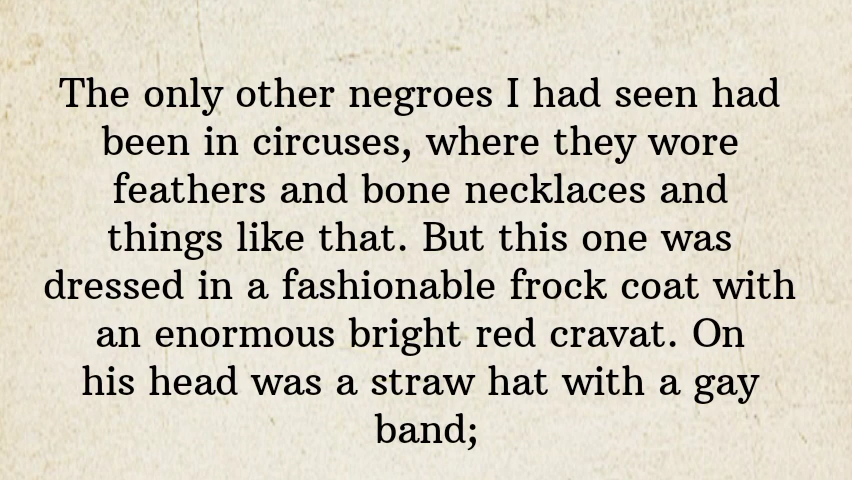 The only other negroes I had seen had
been in circuses, where they wore
feathers and bone necklaces and
things like that. But this one was
dressed in a fashionable frock coat with
an enormous bright red cravat. On
his head was a straw hat with a gay
band;